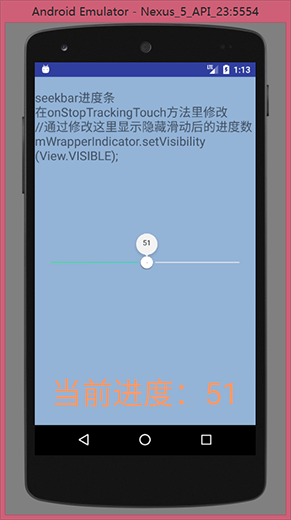 Android Emulator - Nexus_5_API_23:5554
LTE 1:13
seekbar进度条
在onStopTrackingTouch方法里修改
//通过修改这里显示隐藏滑动后的进度数
mWrapperIndicator.setVisibility
(View.VISIBLE);
51
当前进度：51